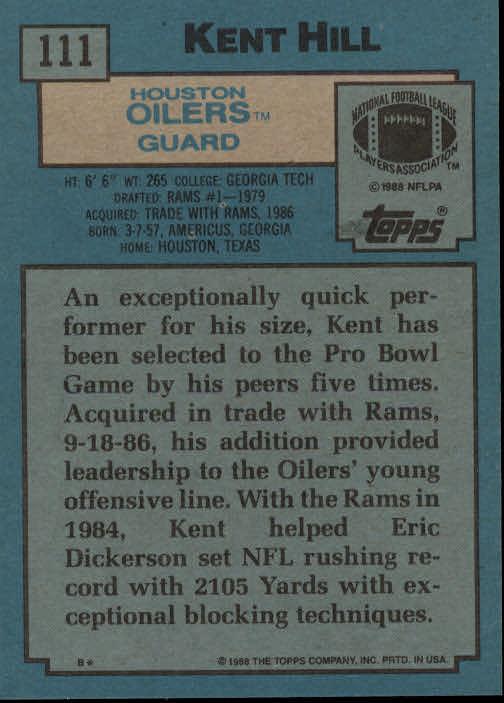 111
KENT HILL
HOUSTON
OILERS™
GUARD
NATIONAL FOOTBALL LEAGUE
PLAYERS ASSOCIATION™
© 1988 NFLPA
topps®
HT: 6' 6" WT: 265 COLLEGE: GEORGIA TECH
DRAFTED: RAMS #1—1979
ACQUIRED: TRADE WITH RAMS, 1986
BORN: 3-7-57, AMERICUS, GEORGIA
HOME: HOUSTON, TEXAS
An exceptionally quick per-
former for his size, Kent has
been selected to the Pro Bowl
Game by his peers five times.
Acquired in trade with Rams,
9-18-86, his addition provided
leadership to the Oilers' young
offensive line. With the Rams in
1984, Kent helped Eric
Dickerson set NFL rushing re-
cord with 2105 Yards with ex-
ceptional blocking techniques.
B*
© 1988 THE TOPPS COMPANY, INC. PRTD. IN USA.